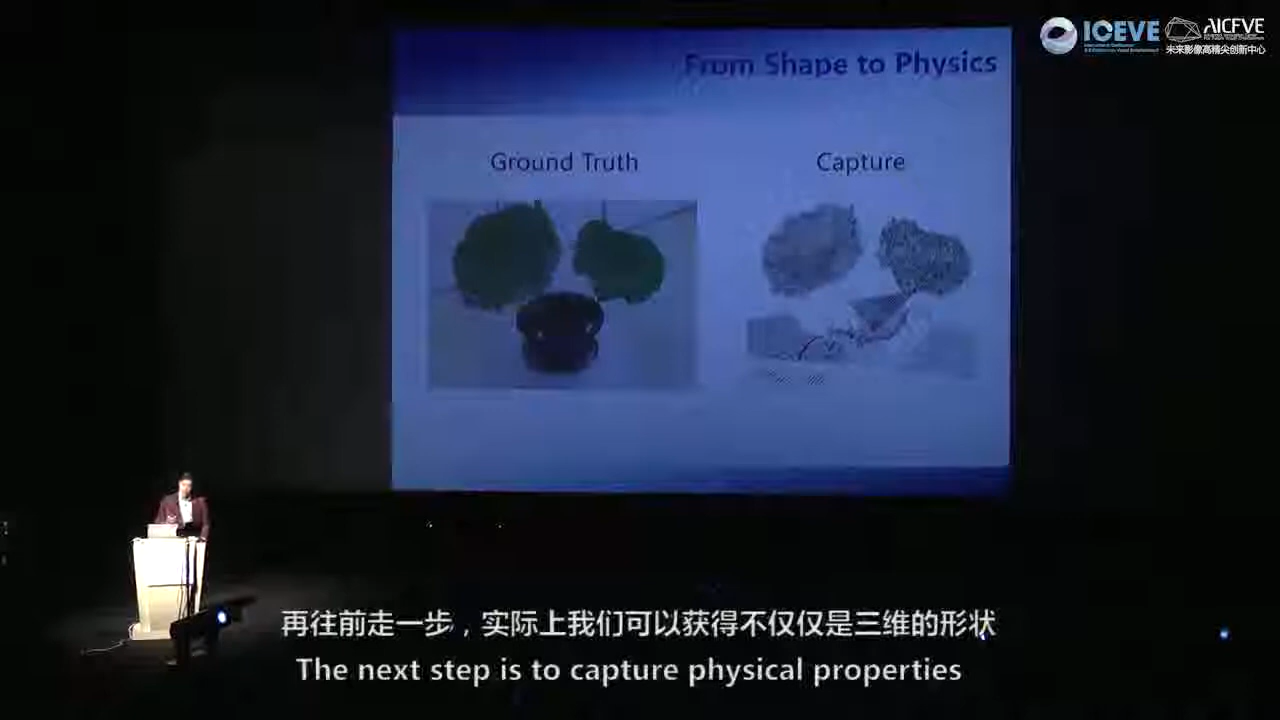 ICEVE
AICFVE
未来影像高精尖创新中心
From Shape to Physics
Ground Truth
Capture
再往前走一步，实际上我们可以获得不仅仅是三维的形状
The next step is to capture physical properties